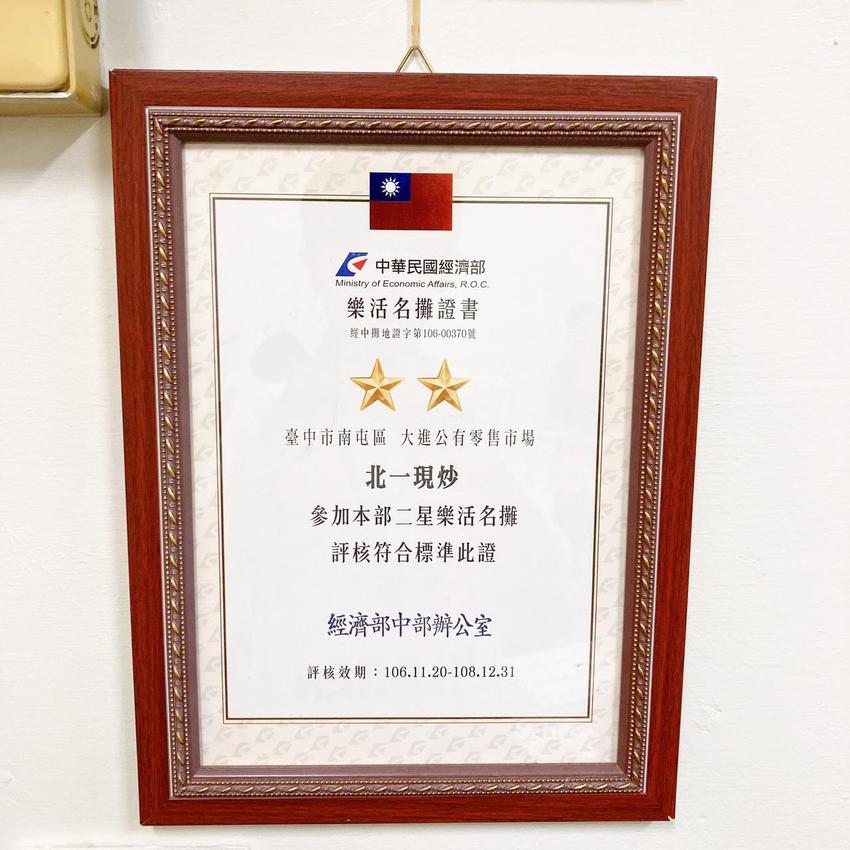 中華民國經濟部
Ministry of Economic Affairs, R.O.C.
樂活名攤證書
經中攤地證字第106-00370號
臺中市南屯區 大進公有零售市場
北一現炒
參加本部二星樂活名攤
評核符合標準此證
經濟部中部辦公室
評核效期：106.11.20-108.12.31